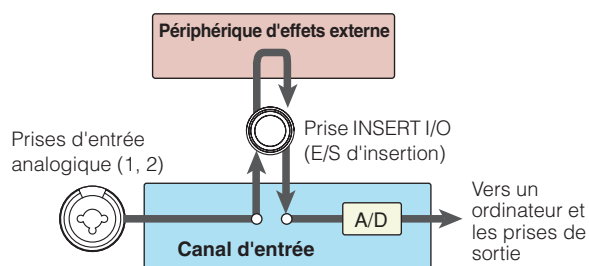 Périphérique d'effets externe
Prise INSERT I/O
(E/S d'insertion)
Prises d'entrée
analogique (1, 2)
A/D
Canal d'entrée
Vers un
ordinateur et
les prises de
sortie